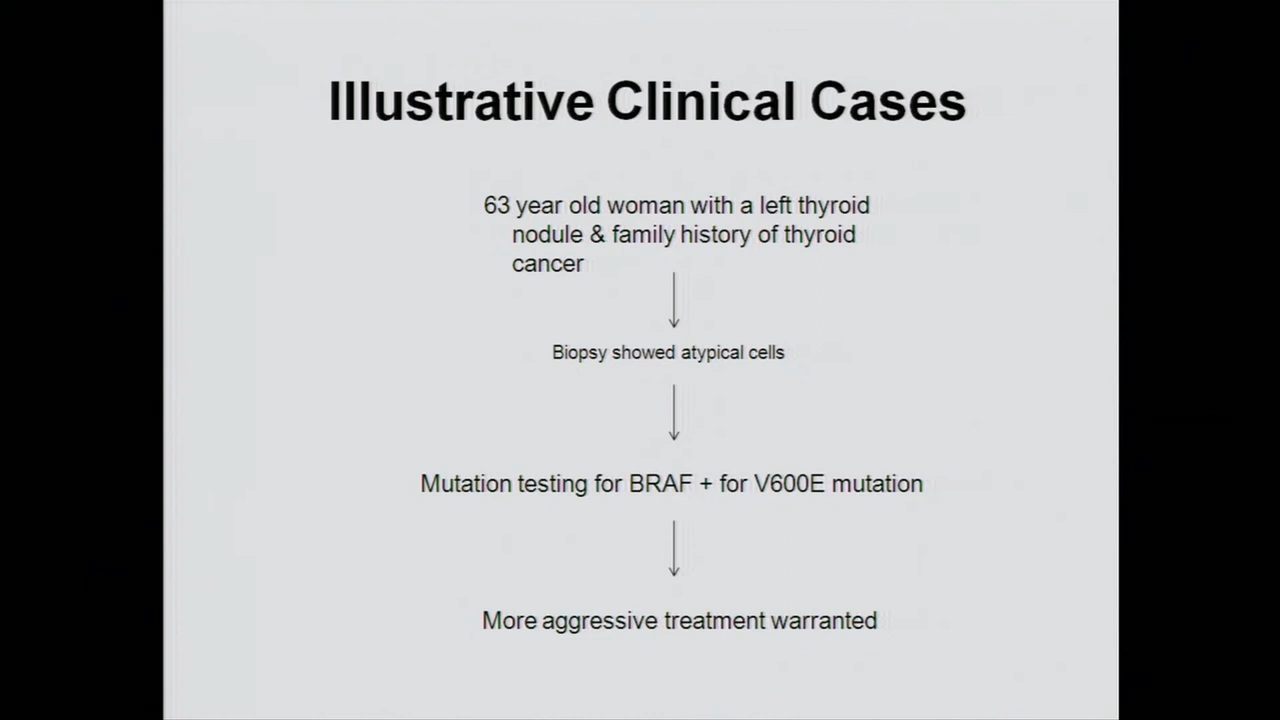 Illustrative Clinical Cases
63 year old woman with a left thyroid
nodule & family history of thyroid
cancer
Biopsy showed atypical cells
Mutation testing for BRAF + for V600E mutation
More aggressive treatment warranted